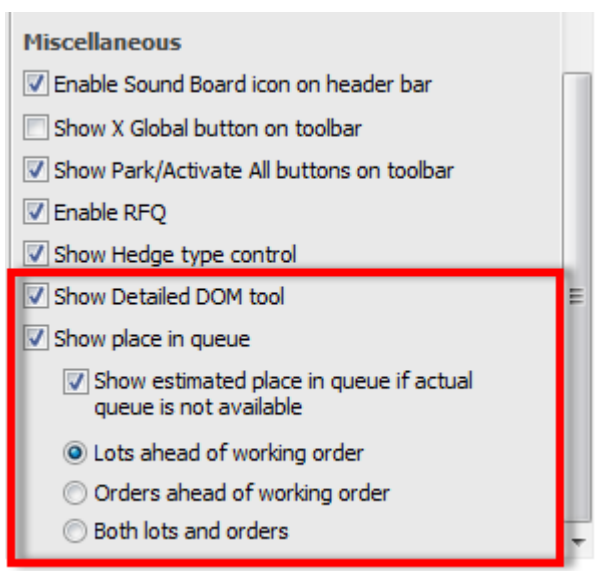 Miscellaneous
Enable Sound Board icon on header bar
Show X Global button on toolbar
Show Park/Activate All buttons on toolbar
Enable RFQ
Show Hedge type control
Show Detailed DOM tool
Show place in queue
Show estimated place in queue if actual
queue is not available
Lots ahead of working order
Orders ahead of working order
Both lots and orders